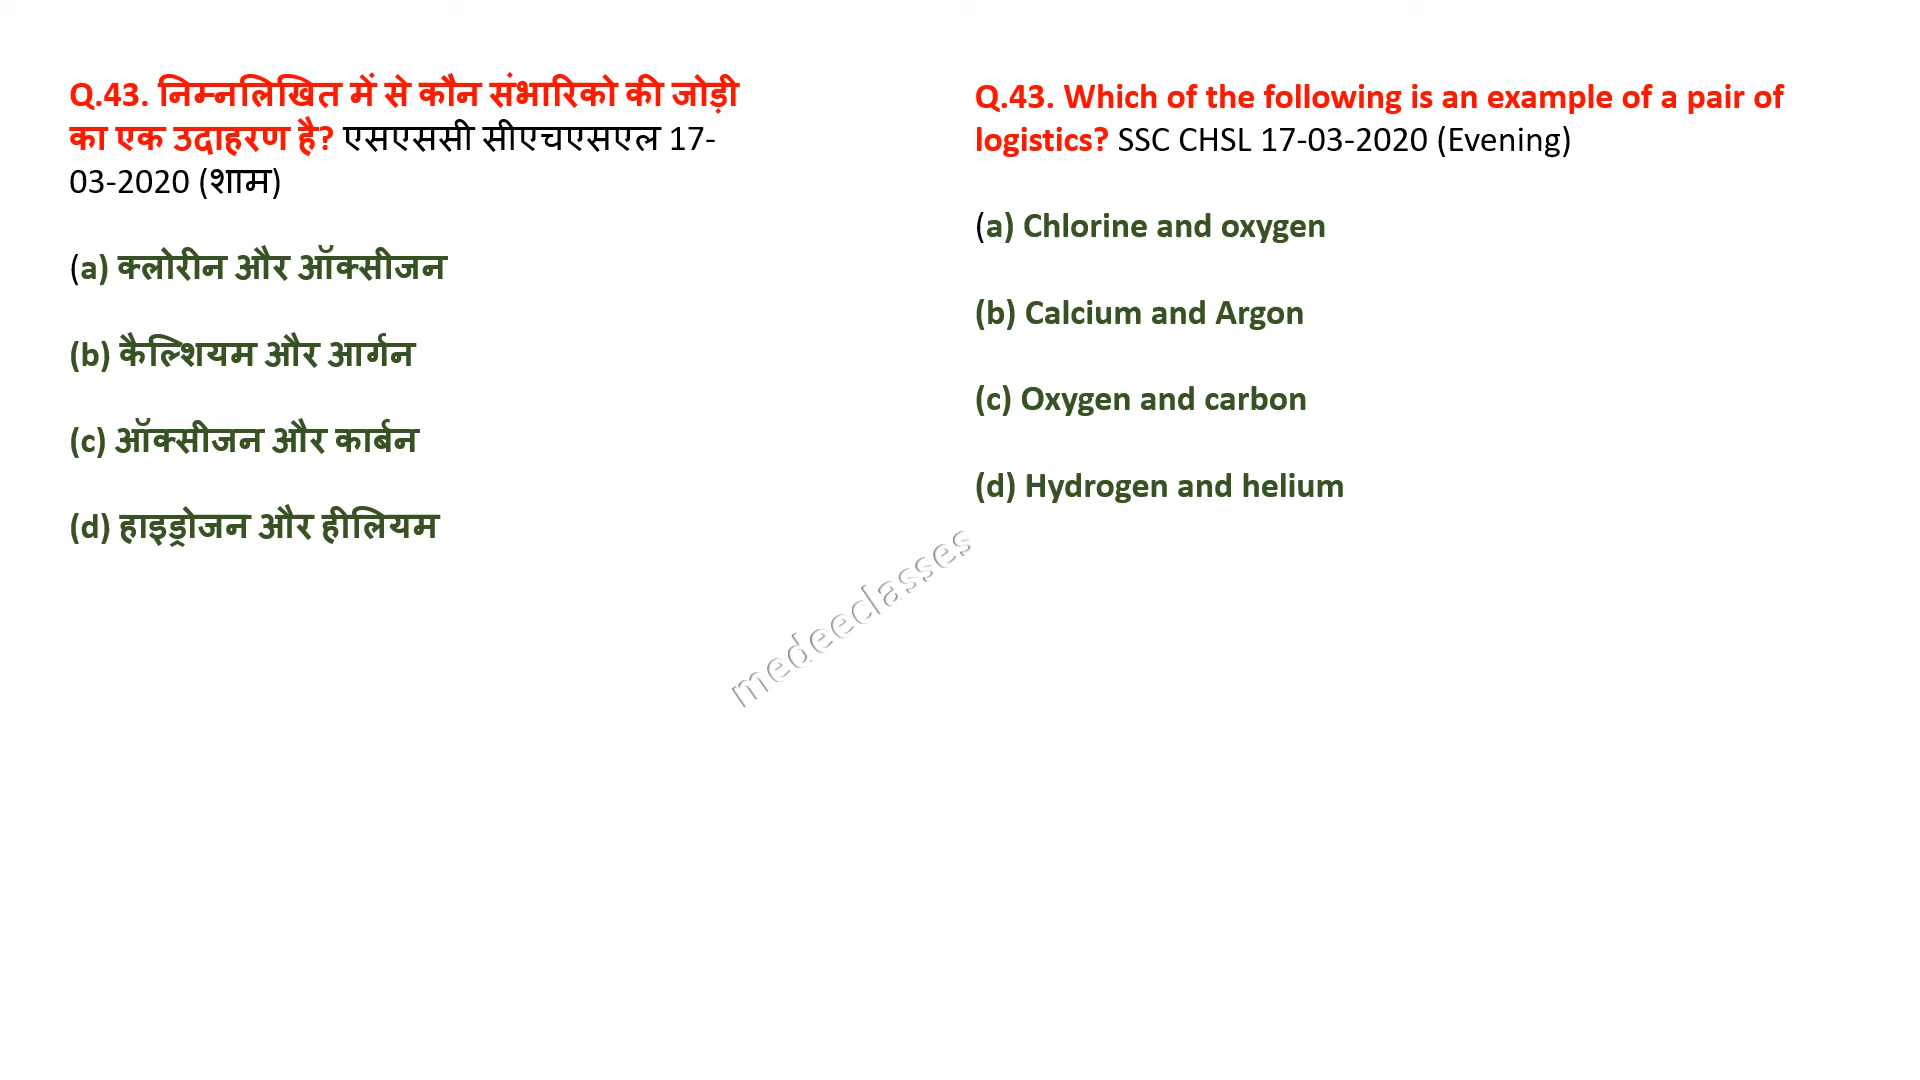 Q.43. निम्नलिखित में से कौन संभारिको की जोड़ी
का एक उदाहरण है? एसएससी सीएचएसएल 17-
03-2020 (शाम)
(a) क्लोरीन और ऑक्सीजन
(b) कैल्शियम और आर्गन
(c) ऑक्सीजन और कार्बन
(d) हाइड्रोजन और हीलियम
Q.43. Which of the following is an example of a pair of
logistics? SSC CHSL 17-03-2020 (Evening)
(a) Chlorine and oxygen
(b) Calcium and Argon
(c) Oxygen and carbon
(d) Hydrogen and helium
medeeclasses